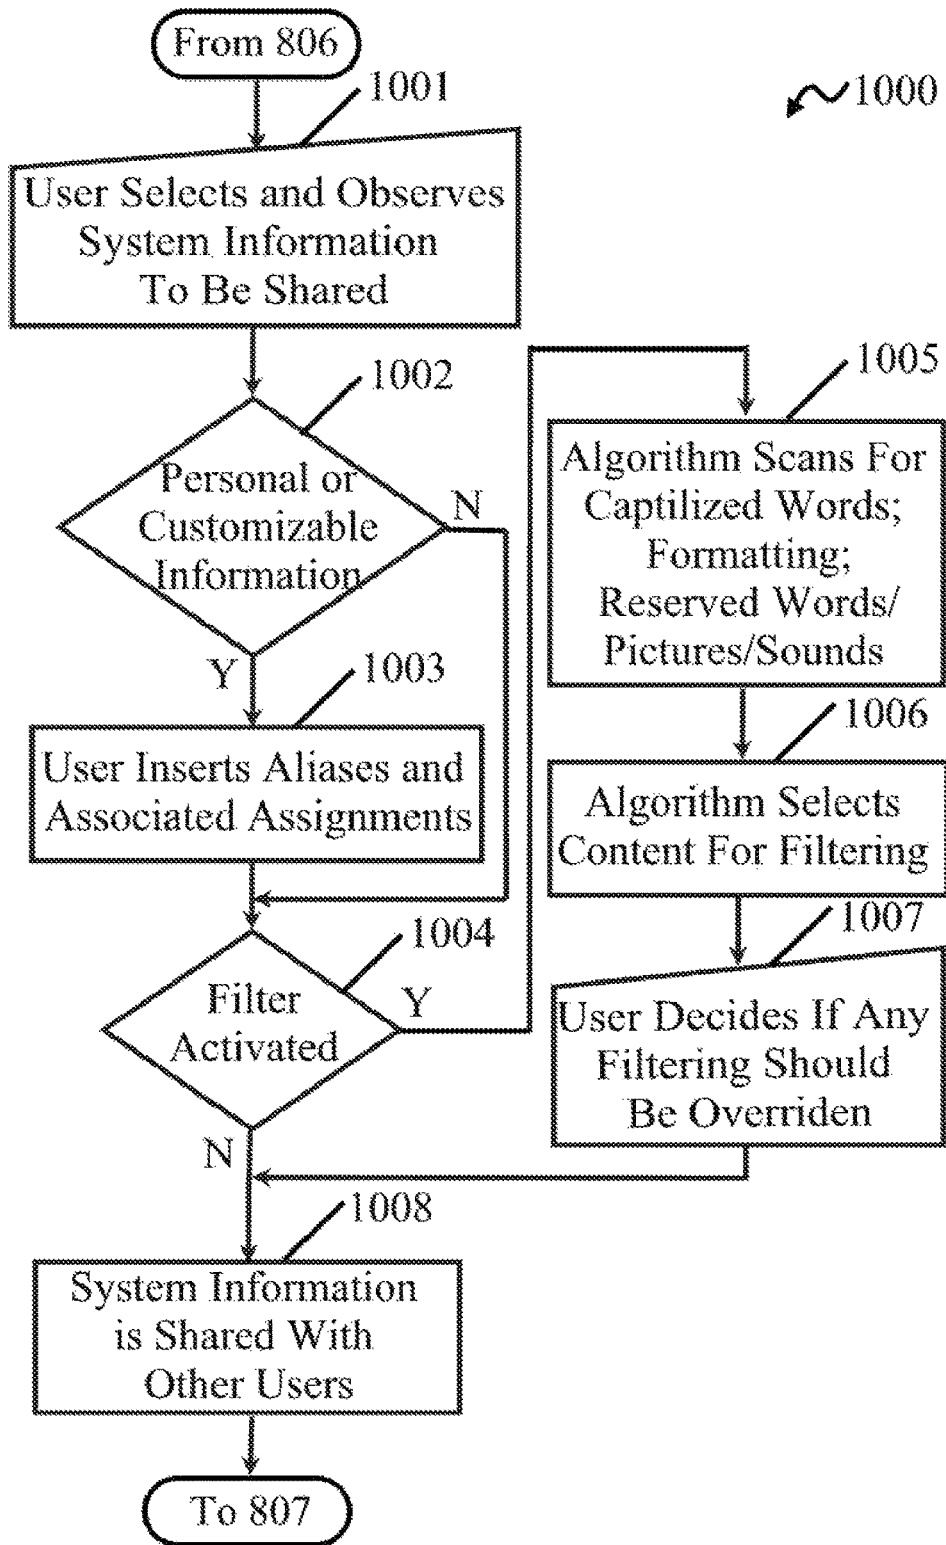 From 806
1001
1000
User Selects and Observes
System Information
To Be Shared
1002
Personal or
Customizable
Information
N
Y
1003
User Inserts Aliases and
Associated Assignments
1004
Filter
Activated
Y
N
1005
Algorithm Scans For
Captilized Words;
Formatting;
Reserved Words/
Pictures/Sounds
1006
Algorithm Selects
Content For Filtering
1007
User Decides If Any
Filtering Should
Be Overriden
1008
System Information
is Shared With
Other Users
To 807